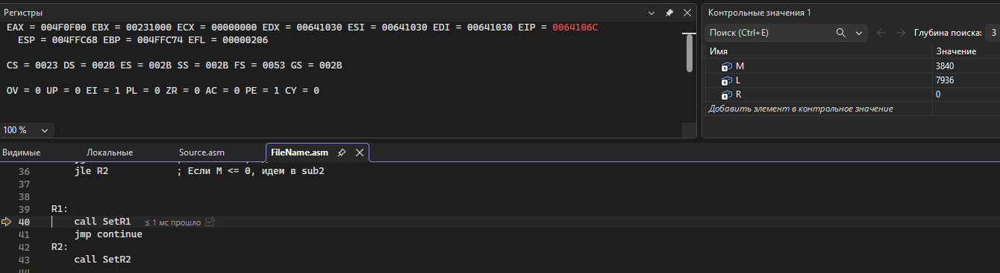 Регистры
EAX = 004F0F00 EBX = 00231000 ECX = 00000000 EDX = 00641030 ESI = 00641030 EDI = 00641030 EIP = 0064106C
ESP = 004FFC68 EBP = 004FFC74 EFL = 00000206
CS = 0023 DS = 002B ES = 002B SS = 002B FS = 0053 GS = 002B
OV = 0 UP = 0 EI = 1 PL = 0 ZR = 0 AC = 0 PE = 1 CY = 0
100 %
Контрольные значения 1
Поиск (Ctrl+E) Глубина поиска: 3
Имя Значение
M 3840
L 7936
R 0
Добавить элемент в контрольное значение
Видимые Локальные Source.asm FileName.asm
36 jle R2 ; Если M <= 0, идем в sub2
37
38
39 R1:
40 call SetR1 ≤ 1 мс прошло
41 jmp continue
42 R2:
43 call SetR2